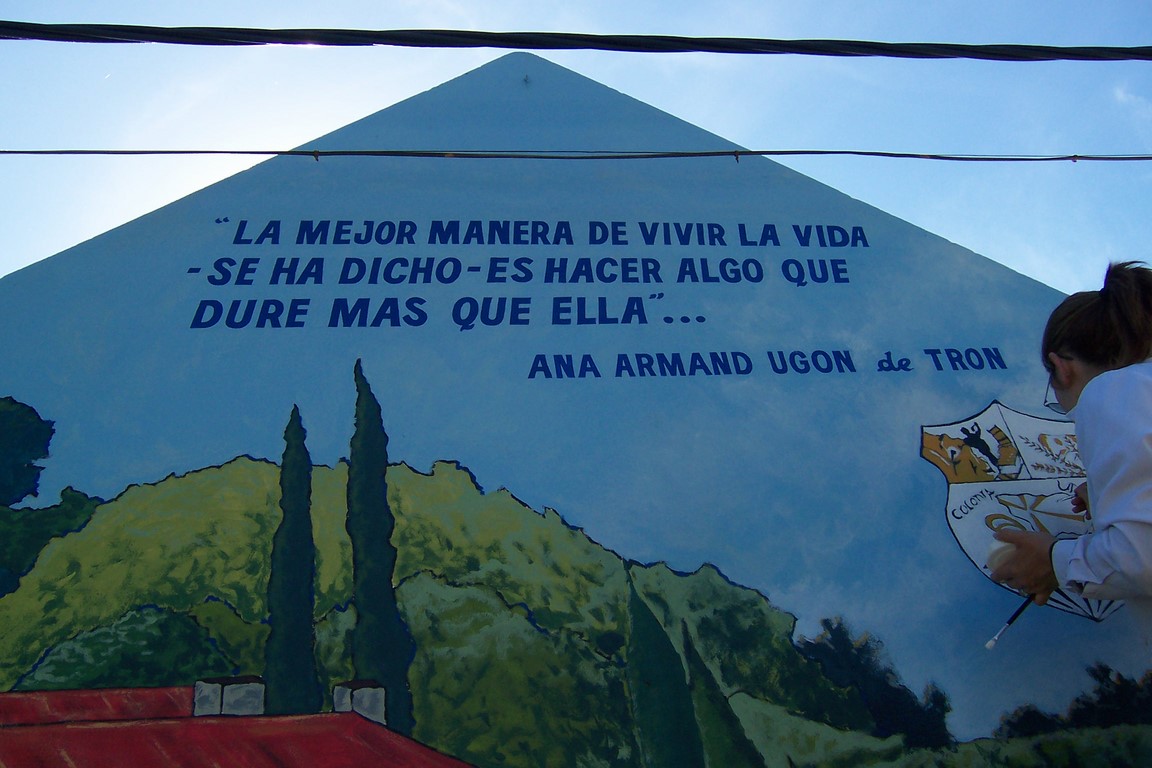 “LA MEJOR MANERA DE VIVIR LA VIDA
-SE HA DICHO-ES HACER ALGO QUE
DURE MAS QUE ELLA”...
ANA ARMAND UGON de TRON
COLONIA